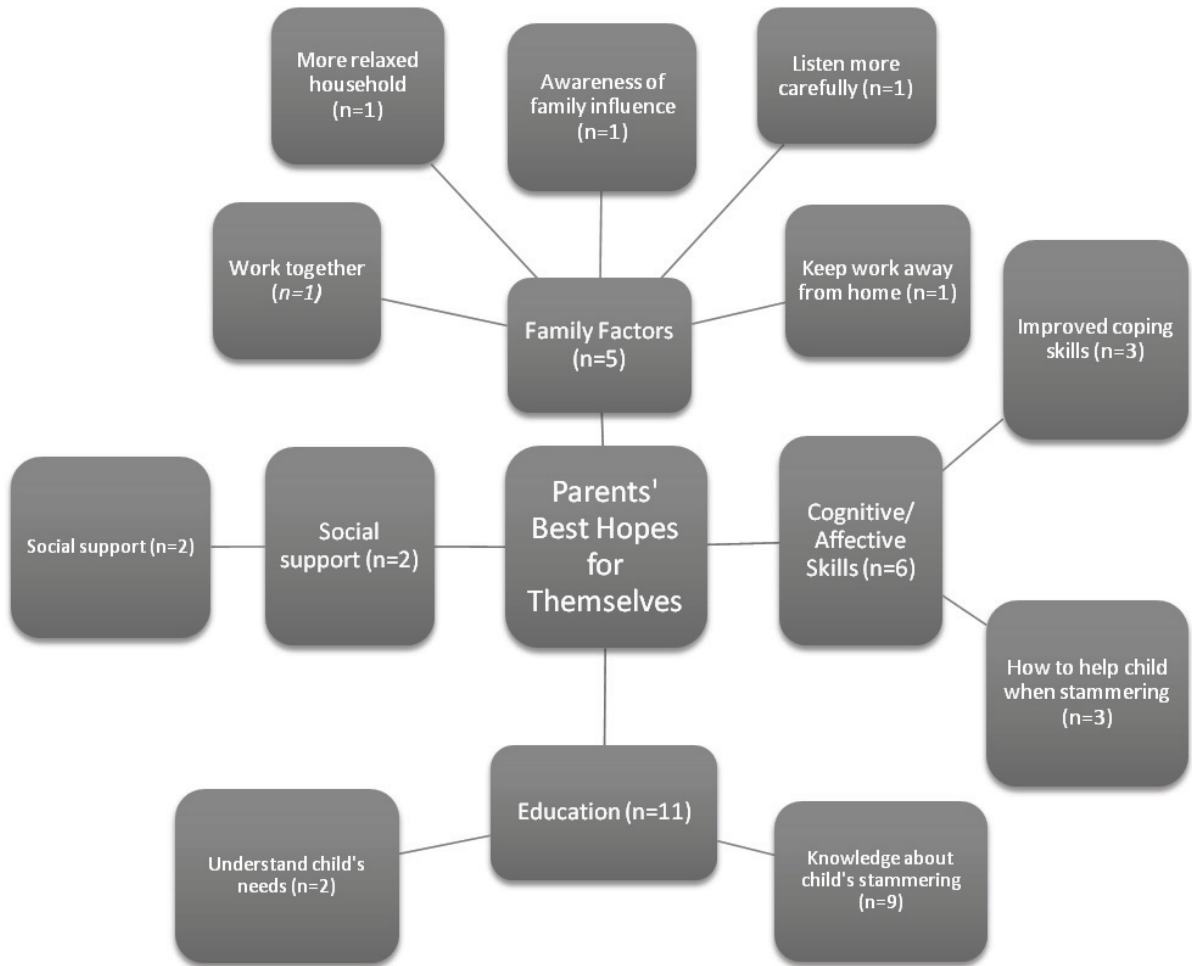 More relaxed
household
(n=1)
Awareness of
family influence
(n=1)
Listen more
carefully (n=1)
Work together
(n=1)
Family Factors
(n=5)
Keep work away
from home (n=1)
Improved coping
skills (n=3)
Social support (n=2)
Social
support (n=2)
Parents'
Best Hopes
for
Themselves
Cognitive/
Affective
Skills (n=6)
How to help child
when stammering
(n=3)
Education (n=11)
Understand child's
needs (n=2)
Knowledge about
child's stammering
(n=9)